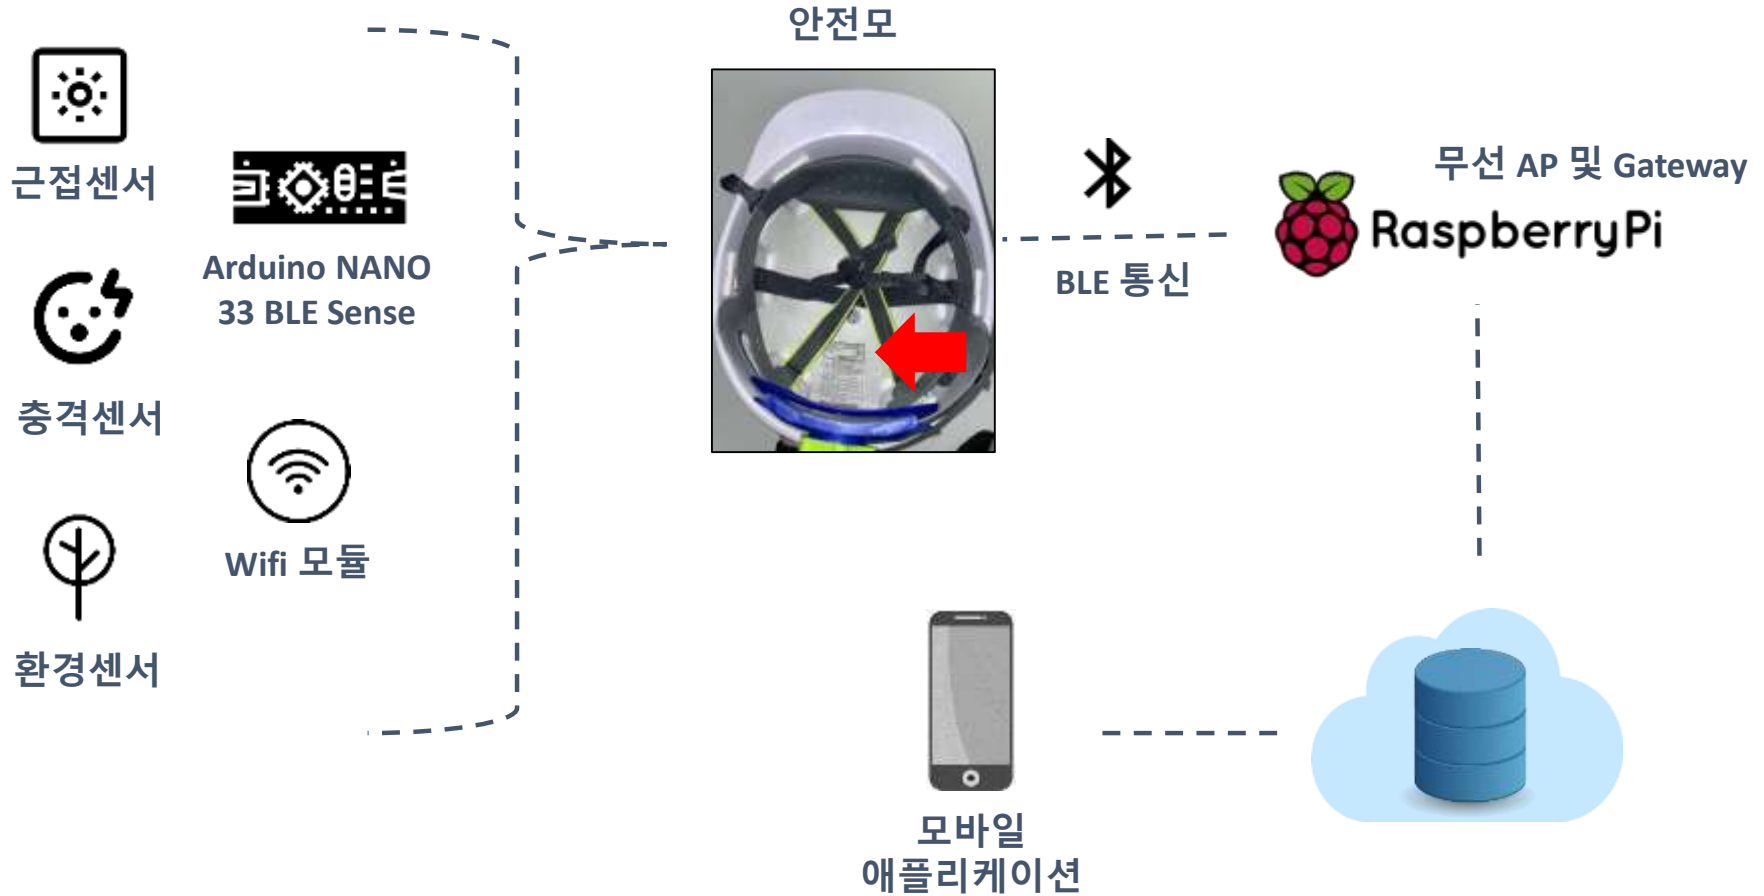 안전모
근접센서
Arduino NANO
33 BLE Sense
충격센서
Wifi 모듈
환경센서
BLE 통신
무선 AP 및 Gateway
RaspberryPi
모바일
애플리케이션